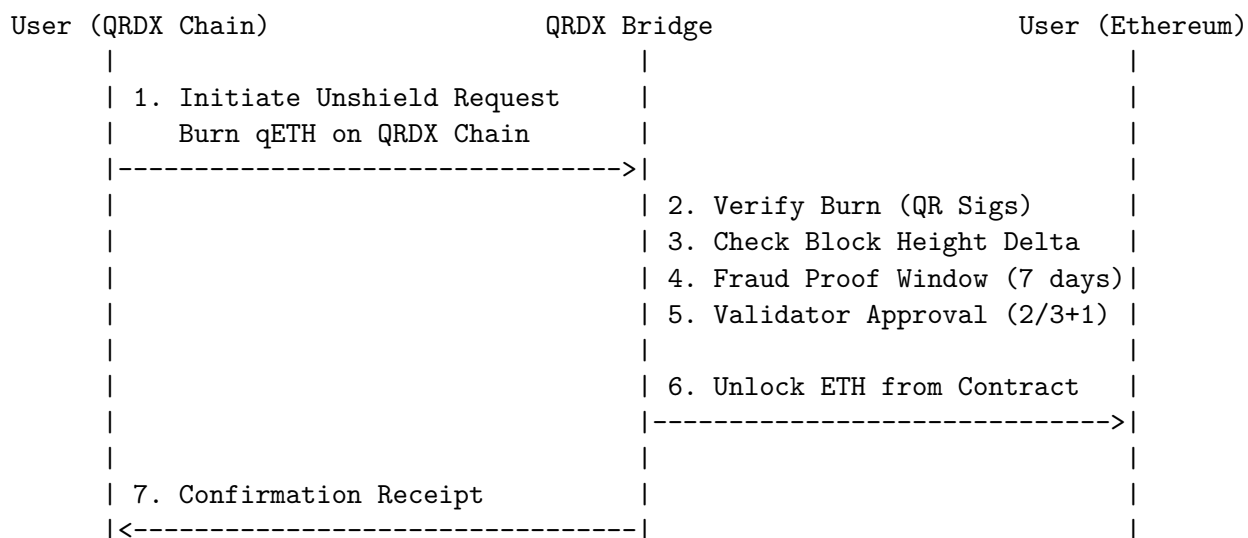 User (QRDX Chain) QRDX Bridge User (Ethereum)
1. Initiate Unshield Request
Burn qETH on QRDX Chain
2. Verify Burn (QR Sigs)
3. Check Block Height Delta
4. Fraud Proof Window (7 days)
5. Validator Approval (2/3+1)
6. Unlock ETH from Contract
7. Confirmation Receipt